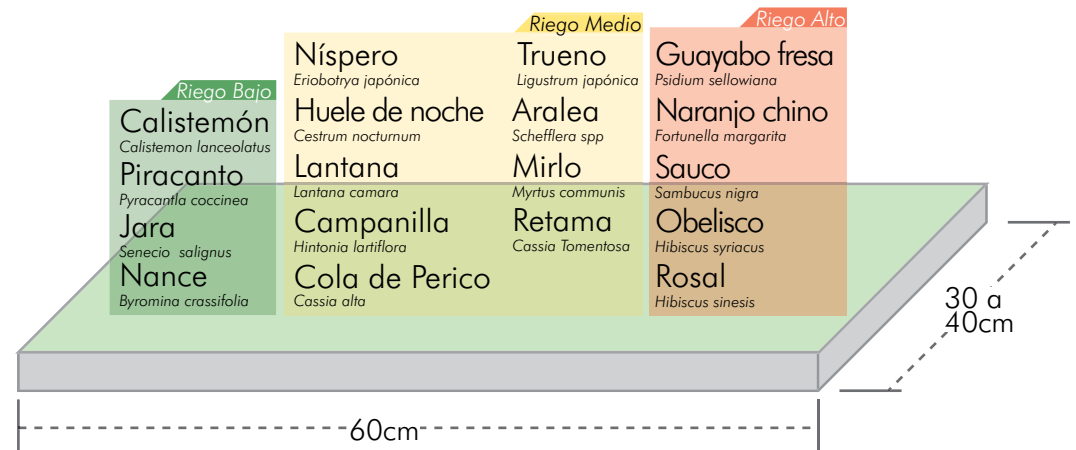 Riego Bajo
Calistemón
Calistemon lanceolatus
Piracanto
Pyracantla coccinea
Jara
Senecio salignus
Nance
Byromina crassifolia
Riego Medio
Níspero
Eriobotrya japónica
Huele de noche
Cestrum nocturnum
Lantana
Lantana camara
Campanilla
Hintonia lartiflora
Cola de Perico
Cassia alta
Trueno
Ligustrum japónica
Aralea
Schefflera spp
Mirlo
Myrtus communis
Retama
Cassia Tomentosa
Riego Alto
Guayabo fresa
Psidium sellowiana
Naranjo chino
Fortunella margarita
Sauco
Sambucus nigra
Obelisco
Hibiscus syriacus
Rosal
Hibiscus sinesis
30 a
40cm
60cm